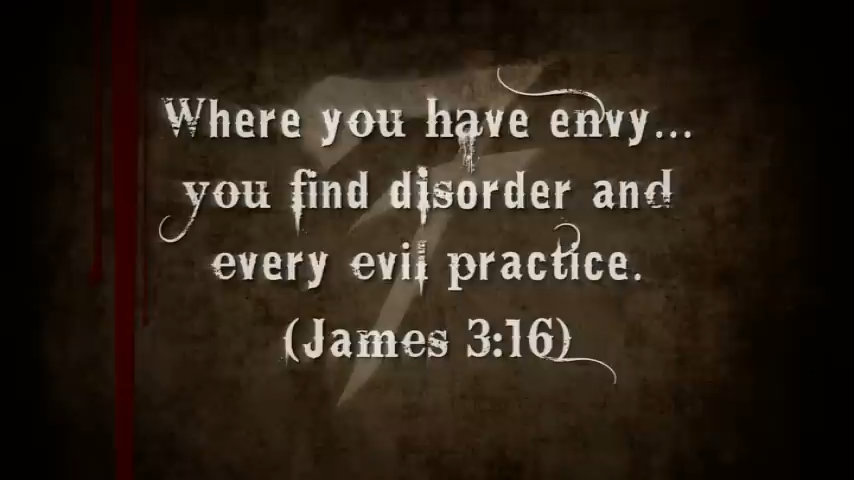 Where you have envy...
you find disorder and
every evil practice.
(James 3:16)